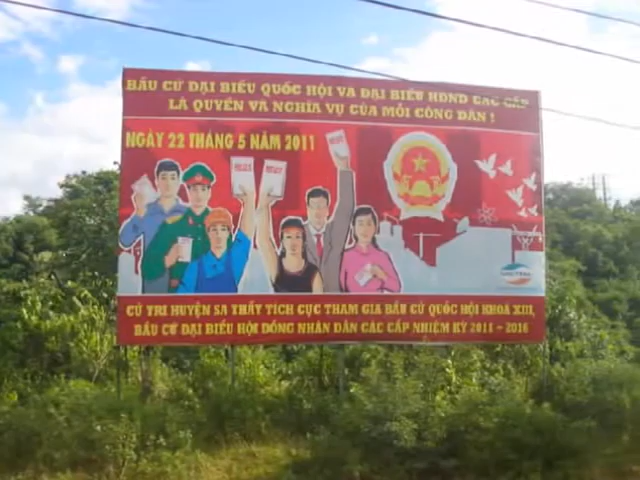 BẦU CỬ ĐẠI BIỂU QUỐC HỘI VÀ ĐẠI BIỂU HĐND CÁC CẤP
LÀ QUYỀN VÀ NGHĨA VỤ CỦA MỖI CÔNG DÂN !
NGÀY 22 THÁNG 5 NĂM 2011
CỬ TRI HUYỆN SA THẦY TÍCH CỰC THAM GIA BẦU CỬ QUỐC HỘI KHÓA XIII,
BẦU CỬ ĐẠI BIỂU HỘI ĐỒNG NHÂN DÂN CÁC CẤP NHIỆM KỲ 2011 - 2016